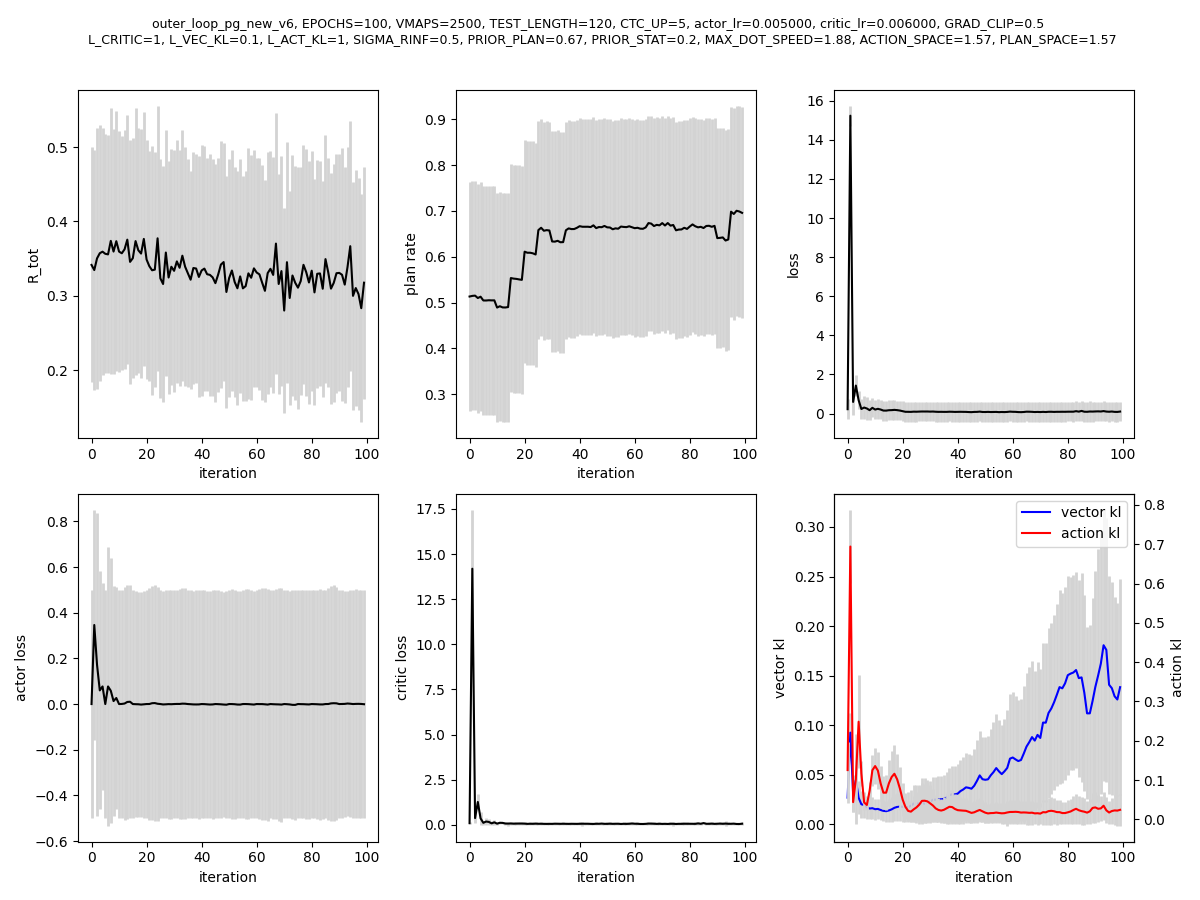 outer_loop_pg_new_v6, EPOCHS=100, VMAPS=2500, TEST_LENGTH=120, CTC_UP=5, actor_lr=0.005000, critic_lr=0.006000, GRAD_CLIP=0.5
L_CRITIC=1, L_VEC_KL=0.1, L_ACT_KL=1, SIGMA_RINF=0.5, PRIOR_PLAN=0.67, PRIOR_STAT=0.2, MAX_DOT_SPEED=1.88, ACTION_SPACE=1.57, PLAN_SPACE=1.57
R_tot
0.5
0.4
0.3
0.2
0 20 40 60 80 100
iteration
plan rate
0.9
0.8
0.7
0.6
0.5
0.4
0.3
0 20 40 60 80 100
iteration
loss
16
14
12
10
8
6
4
2
0
0 20 40 60 80 100
iteration
actor loss
0.8
0.6
0.4
0.2
0.0
−0.2
−0.4
−0.6
0 20 40 60 80 100
iteration
critic loss
17.5
15.0
12.5
10.0
7.5
5.0
2.5
0.0
0 20 40 60 80 100
iteration
vector kl
0.30
0.25
0.20
0.15
0.10
0.05
0.00
0 20 40 60 80 100
iteration
vector kl
action kl
0.8
0.7
0.6
0.5
0.4
0.3
0.2
0.1
0.0
action kl